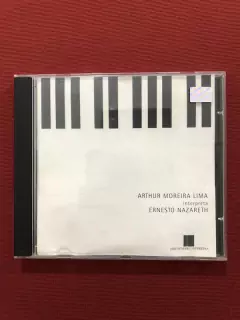 ARTHUR MOREIRA LIMA
interpreta
ERNESTO NAZARETH